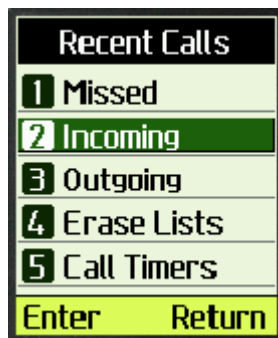 Recent Calls
1 Missed
2 Incoming
3 Outgoing
4 Erase Lists
5 Call Timers
Enter Return